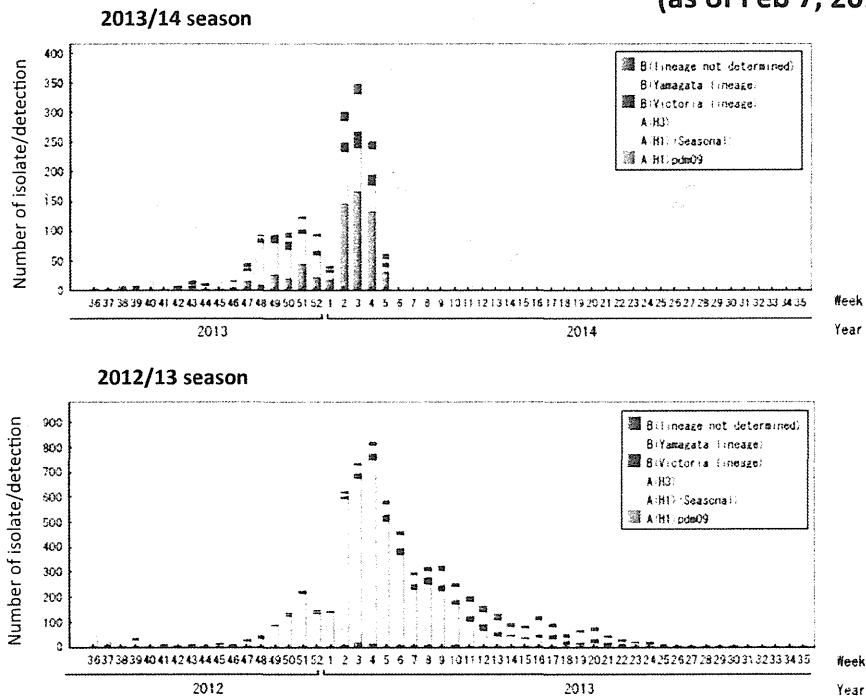 (as of Feb 7, 20
2013/14 season
Number of isolate/detection
400
350
300
250
200
150
100
50
0
B(lineage not determined)
B(Yamagata lineage)
B(Victoria lineage)
A(H3)
A(H1)(Seasonal)
A(H1)pdm09
36 37 38 39 40 41 42 43 44 45 46 47 48 49 50 51 52 1 2 3 4 5 6 7 8 9 10 11 12 13 14 15 16 17 18 19 20 21 22 23 24 25 26 27 28 29 30 31 32 33 34 35 Week
2013 2014 Year
2012/13 season
Number of isolate/detection
900
800
700
600
500
400
300
200
100
0
B(lineage not determined)
B(Yamagata lineage)
B(Victoria lineage)
A(H3)
A(H1)(Seasonal)
A(H1)pdm09
36 37 38 39 40 41 42 43 44 45 46 47 48 49 50 51 52 1 2 3 4 5 6 7 8 9 10 11 12 13 14 15 16 17 18 19 20 21 22 23 24 25 26 27 28 29 30 31 32 33 34 35 Week
2012 2013 Year